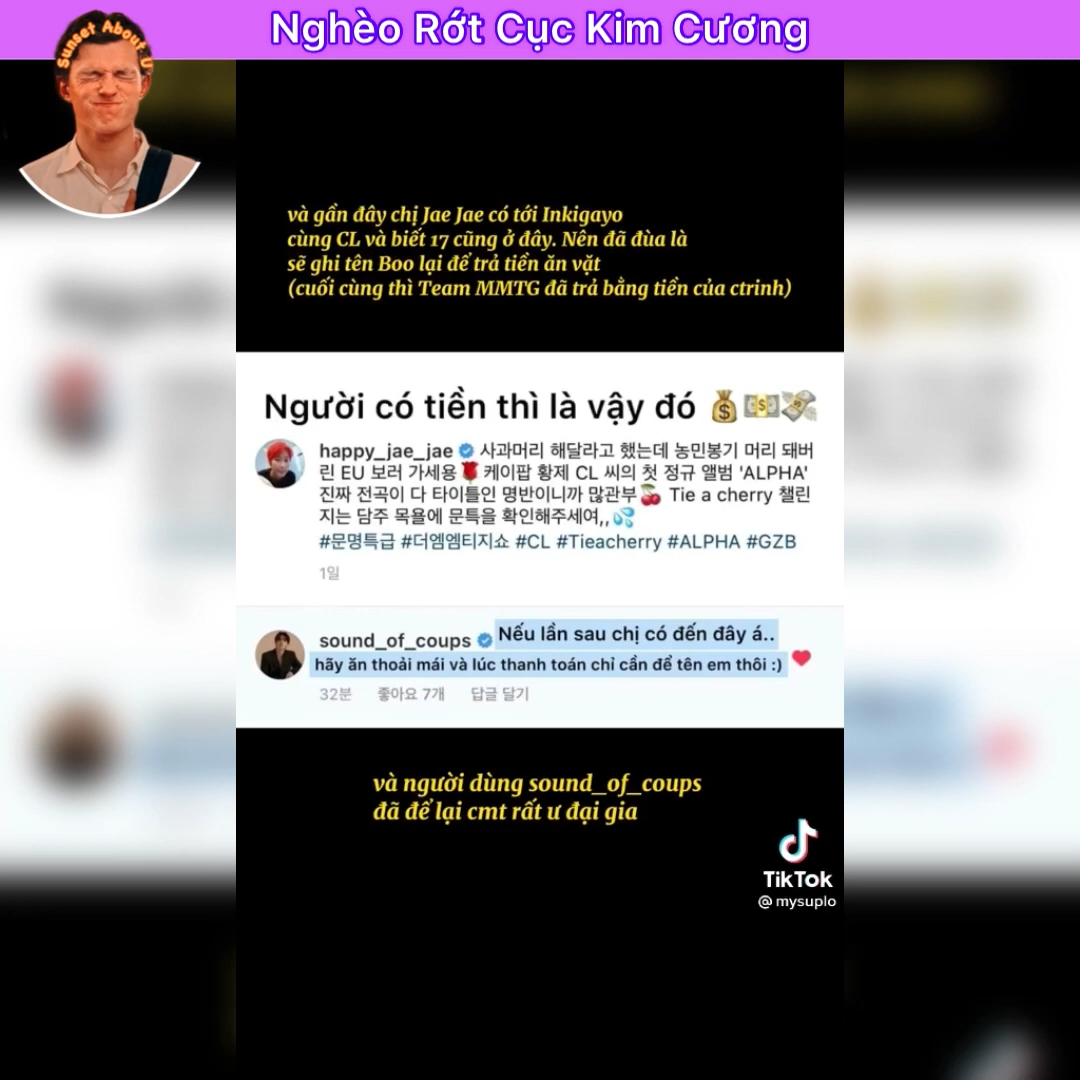 Nghèo Rớt Cục Kim Cương
Sunset About U
và gần đây chị Jae Jae có tới Inkigayo
cùng CL và biết 17 cũng ở đây. Nên đã đùa là
sẽ ghi tên Boo lại để trả tiền ăn vặt
(cuối cùng thì Team MMTG đã trả bằng tiền của ctrinh)
Người có tiền thì là vậy đó 💰💵💸
happy_jae_jae 사과머리 해달라고 했는데 농민봉기 머리 돼버
린 EU 보러 가세용🌹 케이팝 황제 CL 씨의 첫 정규 앨범 'ALPHA'
진짜 전곡이 다 타이틀인 명반이니까 많관부🍒 Tie a cherry 챌린
지는 담주 목욜에 문특을 확인해주세여,,💦
#문명특급 #더엠엠티지쇼 #CL #Tieacherry #ALPHA #GZB
1일
sound_of_coups Nếu lần sau chị có đến đây á..
hãy ăn thoải mái và lúc thanh toán chỉ cần để tên em thôi :)
32분 좋아요 7개 답글 달기
và người dùng sound_of_coups
đã để lại cmt rất ư đại gia
TikTok
@mysuplo